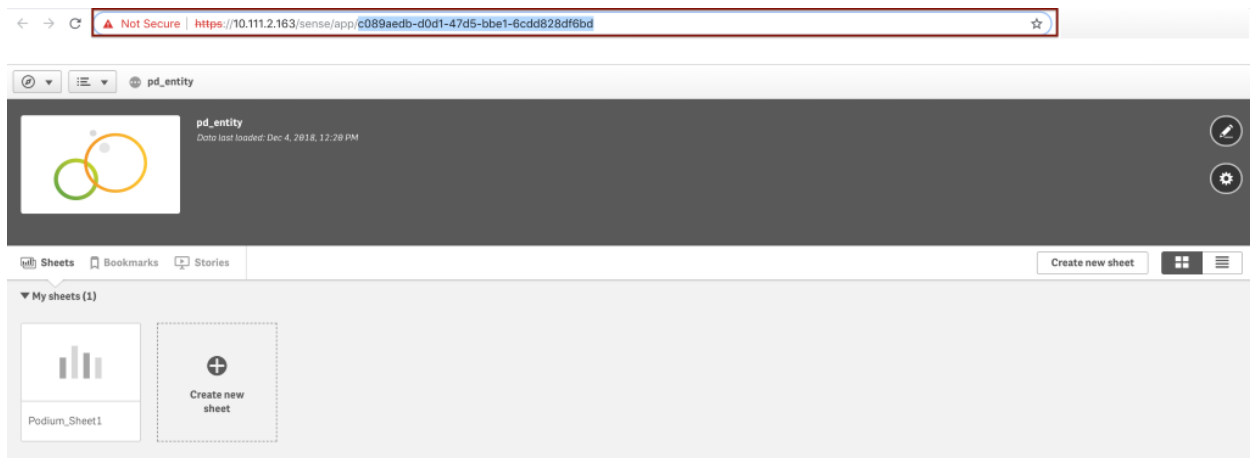 Not Secure | https://10.111.2.163/sense/app/c089aedb-d0d1-47d5-bbe1-6cdd828df6bd
pd_entity
pd_entity
Data last loaded: Dec 4, 2018, 12:20 PM
Sheets Bookmarks Stories Create new sheet
My sheets (1)
Create new
sheet
Podium_Sheet1